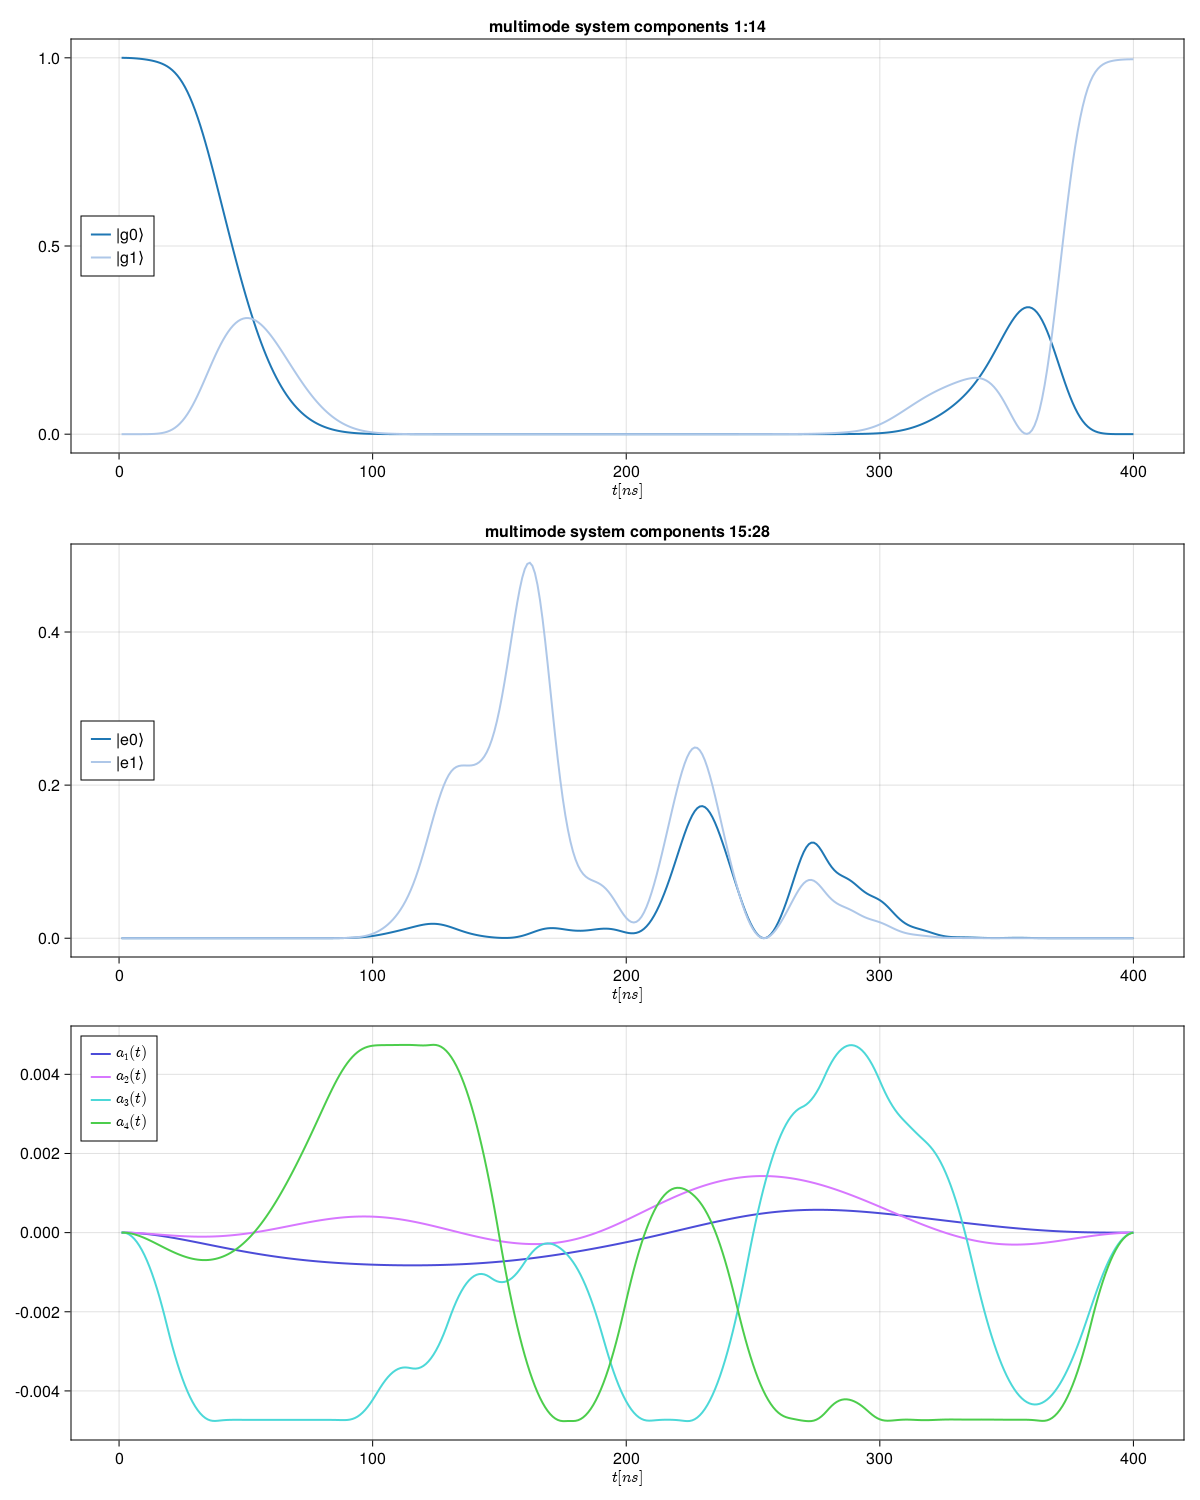 multimode system components 1:14
1.0
0.5
0.0
|g0⟩
|g1⟩
0 100 200 300 400
t[ns]
multimode system components 15:28
0.4
0.2
0.0
|e0⟩
|e1⟩
0 100 200 300 400
t[ns]
a₁(t)
a₂(t)
a₃(t)
a₄(t)
0.004
0.002
0.000
-0.002
-0.004
0 100 200 300 400
t[ns]